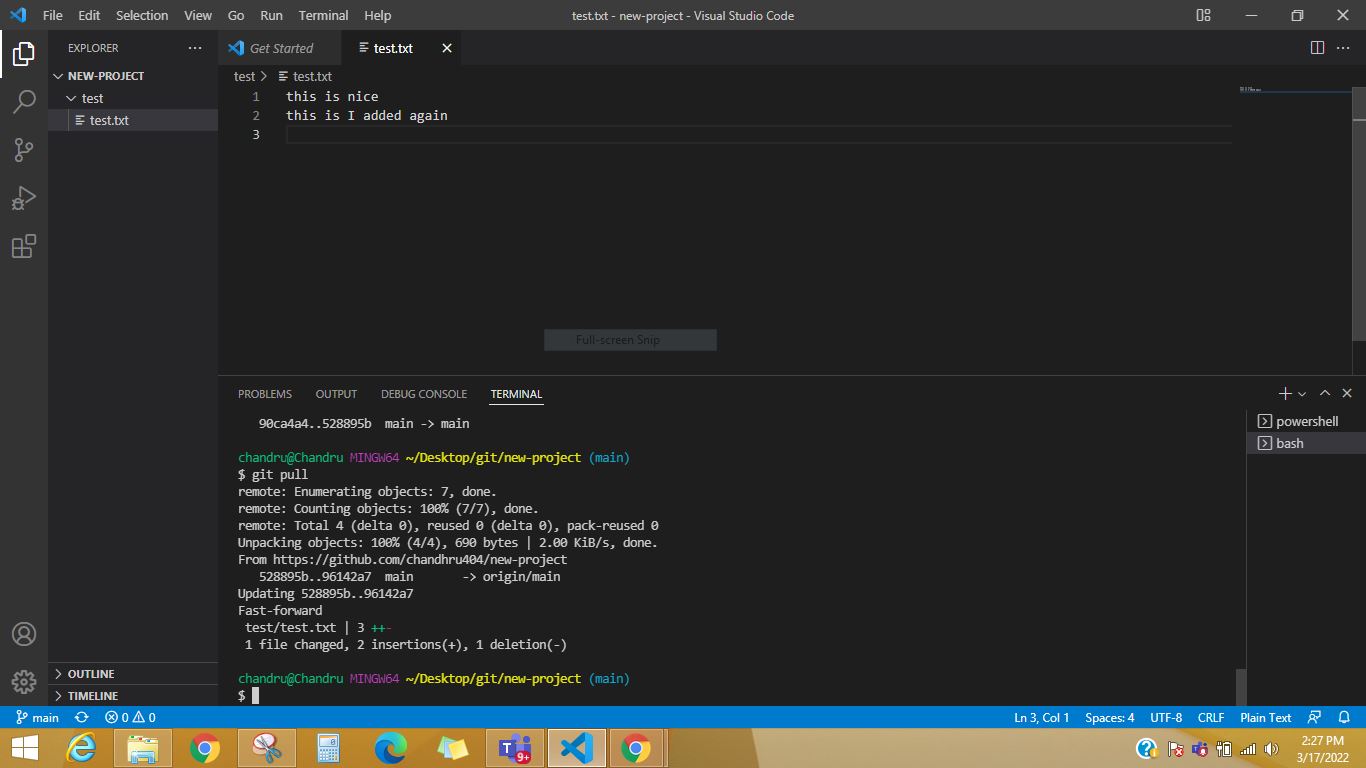 File Edit Selection View Go Run Terminal Help
test.txt - new-project - Visual Studio Code
EXPLORER
NEW-PROJECT
test
test.txt
Get Started
test.txt
test > test.txt
1 this is nice
2 this is I added again
3
Full-screen Snip
PROBLEMS OUTPUT DEBUG CONSOLE TERMINAL
90ca4a4..528895b main -> main
chandru@Chandru MINGW64 ~/Desktop/git/new-project (main)
$ git pull
remote: Enumerating objects: 7, done.
remote: Counting objects: 100% (7/7), done.
remote: Total 4 (delta 0), reused 0 (delta 0), pack-reused 0
Unpacking objects: 100% (4/4), 690 bytes | 2.00 KiB/s, done.
From https://github.com/chandhru404/new-project
528895b..96142a7 main -> origin/main
Updating 528895b..96142a7
Fast-forward
test/test.txt | 3 ++-
1 file changed, 2 insertions(+), 1 deletion(-)
chandru@Chandru MINGW64 ~/Desktop/git/new-project (main)
$
powershell
bash
OUTLINE
TIMELINE
main 0 0
Ln 3, Col 1 Spaces: 4 UTF-8 CRLF Plain Text
9+
2:27 PM
3/17/2022